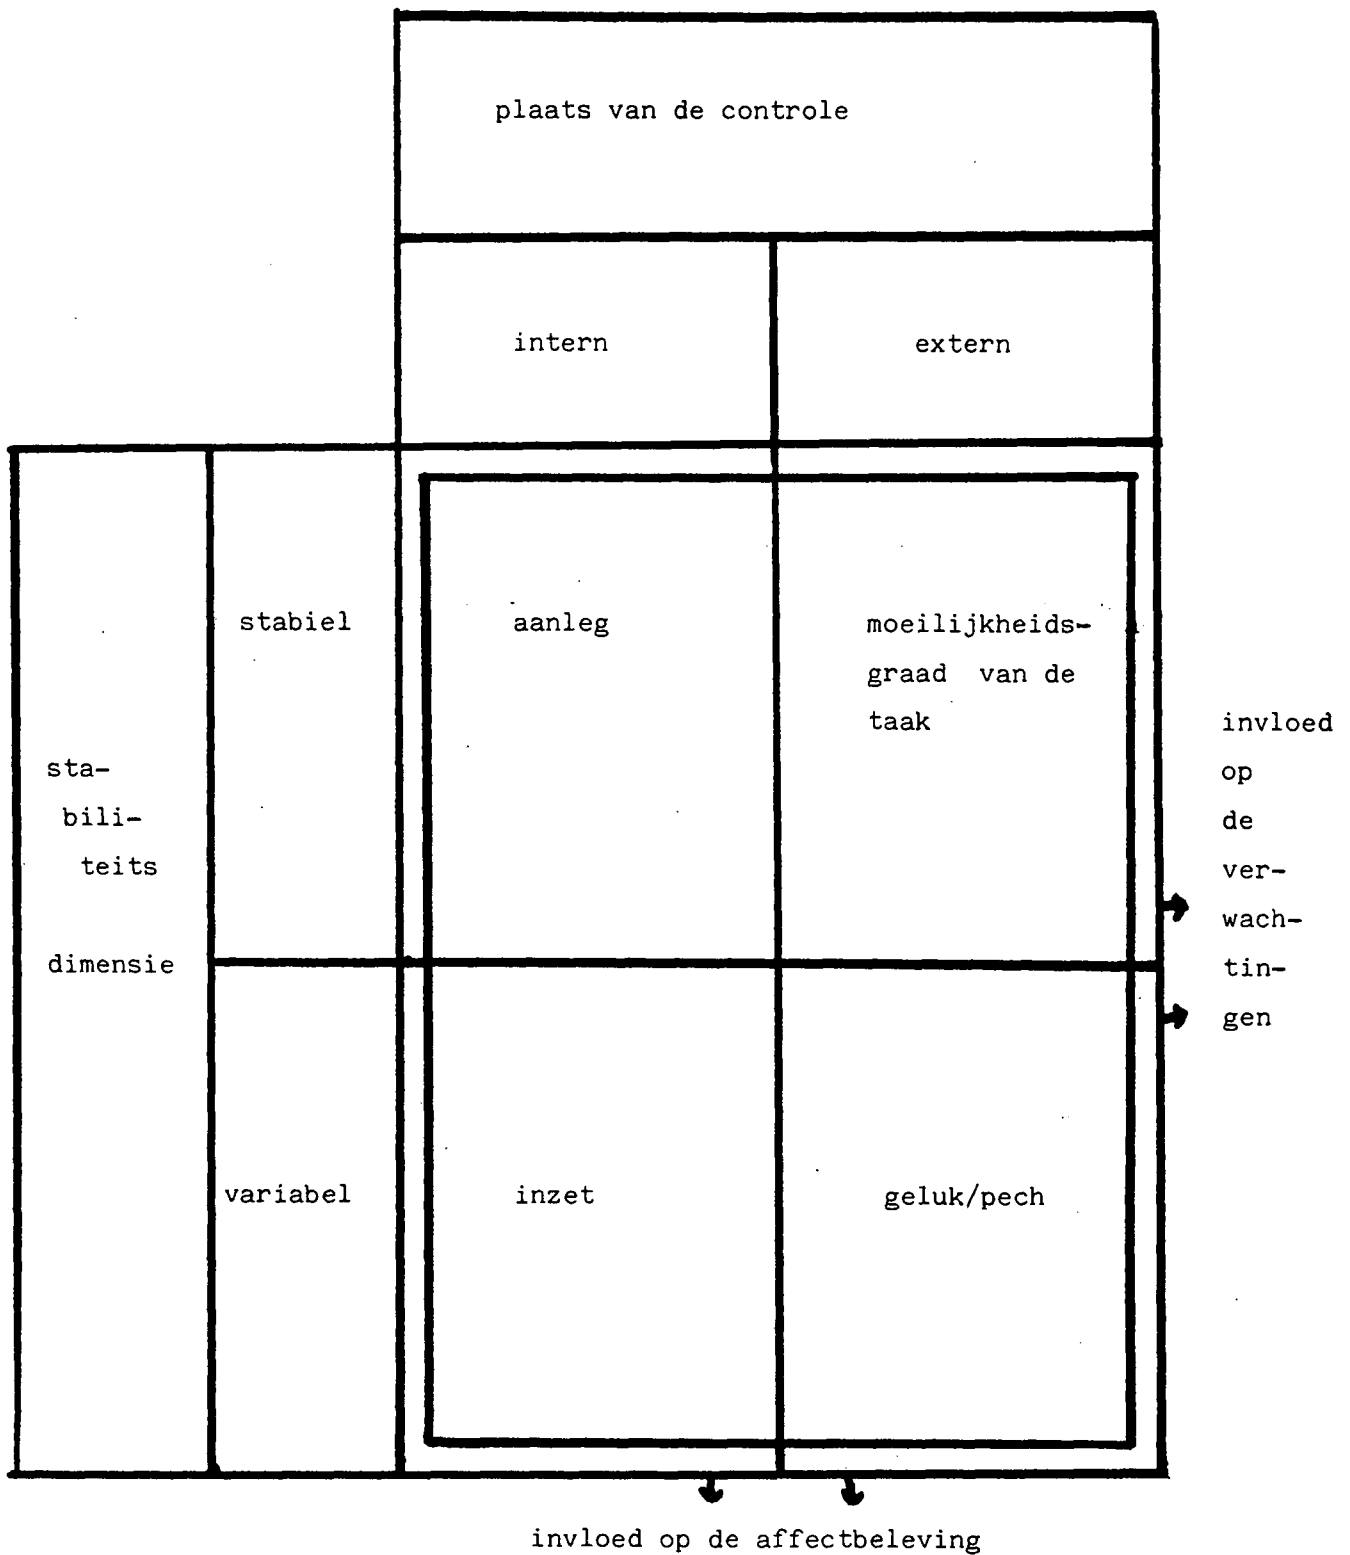 plaats van de controle
intern
extern
stabiel
aanleg
moeilijkheids-
graad van de
taak
sta-
bili-
teits
dimensie
invloed
op
de
ver-
wach-
tin-
gen
variabel
inzet
geluk/pech
invloed op de affectbeleving